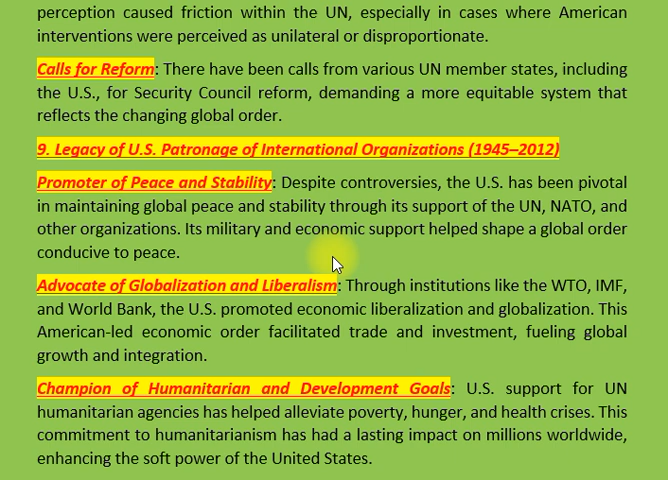 perception caused friction within the UN, especially in cases where American
interventions were perceived as unilateral or disproportionate.
Calls for Reform: There have been calls from various UN member states, including
the U.S., for Security Council reform, demanding a more equitable system that
reflects the changing global order.
9. Legacy of U.S. Patronage of International Organizations (1945–2012)
Promoter of Peace and Stability: Despite controversies, the U.S. has been pivotal
in maintaining global peace and stability through its support of the UN, NATO, and
other organizations. Its military and economic support helped shape a global order
conducive to peace.
Advocate of Globalization and Liberalism: Through institutions like the WTO, IMF,
and World Bank, the U.S. promoted economic liberalization and globalization. This
American-led economic order facilitated trade and investment, fueling global
growth and integration.
Champion of Humanitarian and Development Goals: U.S. support for UN
humanitarian agencies has helped alleviate poverty, hunger, and health crises. This
commitment to humanitarianism has had a lasting impact on millions worldwide,
enhancing the soft power of the United States.